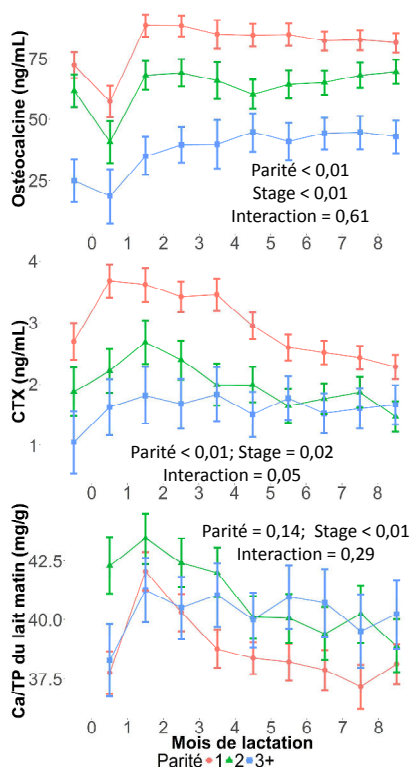 Ostéocalcine (ng/mL)
75
50
25
Parité < 0,01
Stage < 0,01
Interaction = 0,61
0 1 2 3 4 5 6 7 8
CTX (ng/mL)
4
3
2
1
Parité < 0,01; Stage = 0,02
Interaction = 0,05
0 1 2 3 4 5 6 7 8
Ca/TP du lait matin (mg/g)
42.5
40.0
37.5
Parité = 0,14; Stage < 0,01
Interaction = 0,29
0 1 2 3 4 5 6 7 8
Mois de lactation
Parité 1 2 3+